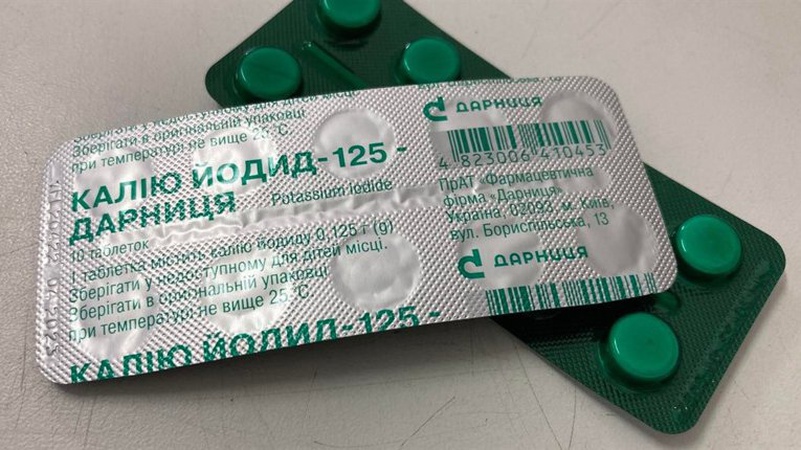 Зберігати в оригінальній упаковці
при температурі не вище 25 °C
КАЛІЮ ЙОДИД-125-
ДАРНИЦЯ
Potassium iodide
10 таблеток
1 таблетка містить калію йодиду 0,125 г (g)
Зберігати у недоступному для дітей місці.
Зберігати в оригінальній упаковці
при температурі не вище 25 °C
КАЛІЮ ЙОДИД-125-
ДАРНИЦЯ
4 823006 410453
ПрАТ «Фармацевтична
фірма «Дарниця»
Україна, 02093, м. Київ,
вул. Бориспільська, 13
ДАРНИЦЯ